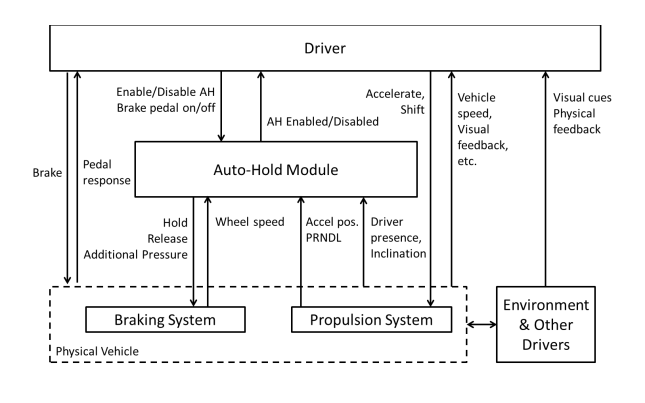 Driver
Enable/Disable AH
Brake pedal on/off
AH Enabled/Disabled
Accelerate,
Shift
Vehicle
speed,
Visual
feedback,
etc.
Visual cues
Physical
feedback
Brake
Pedal
response
Auto-Hold Module
Hold
Release
Additional Pressure
Wheel speed
Accel pos.
PRNDL
Driver
presence,
Inclination
Braking System
Propulsion System
Physical Vehicle
Environment
& Other
Drivers